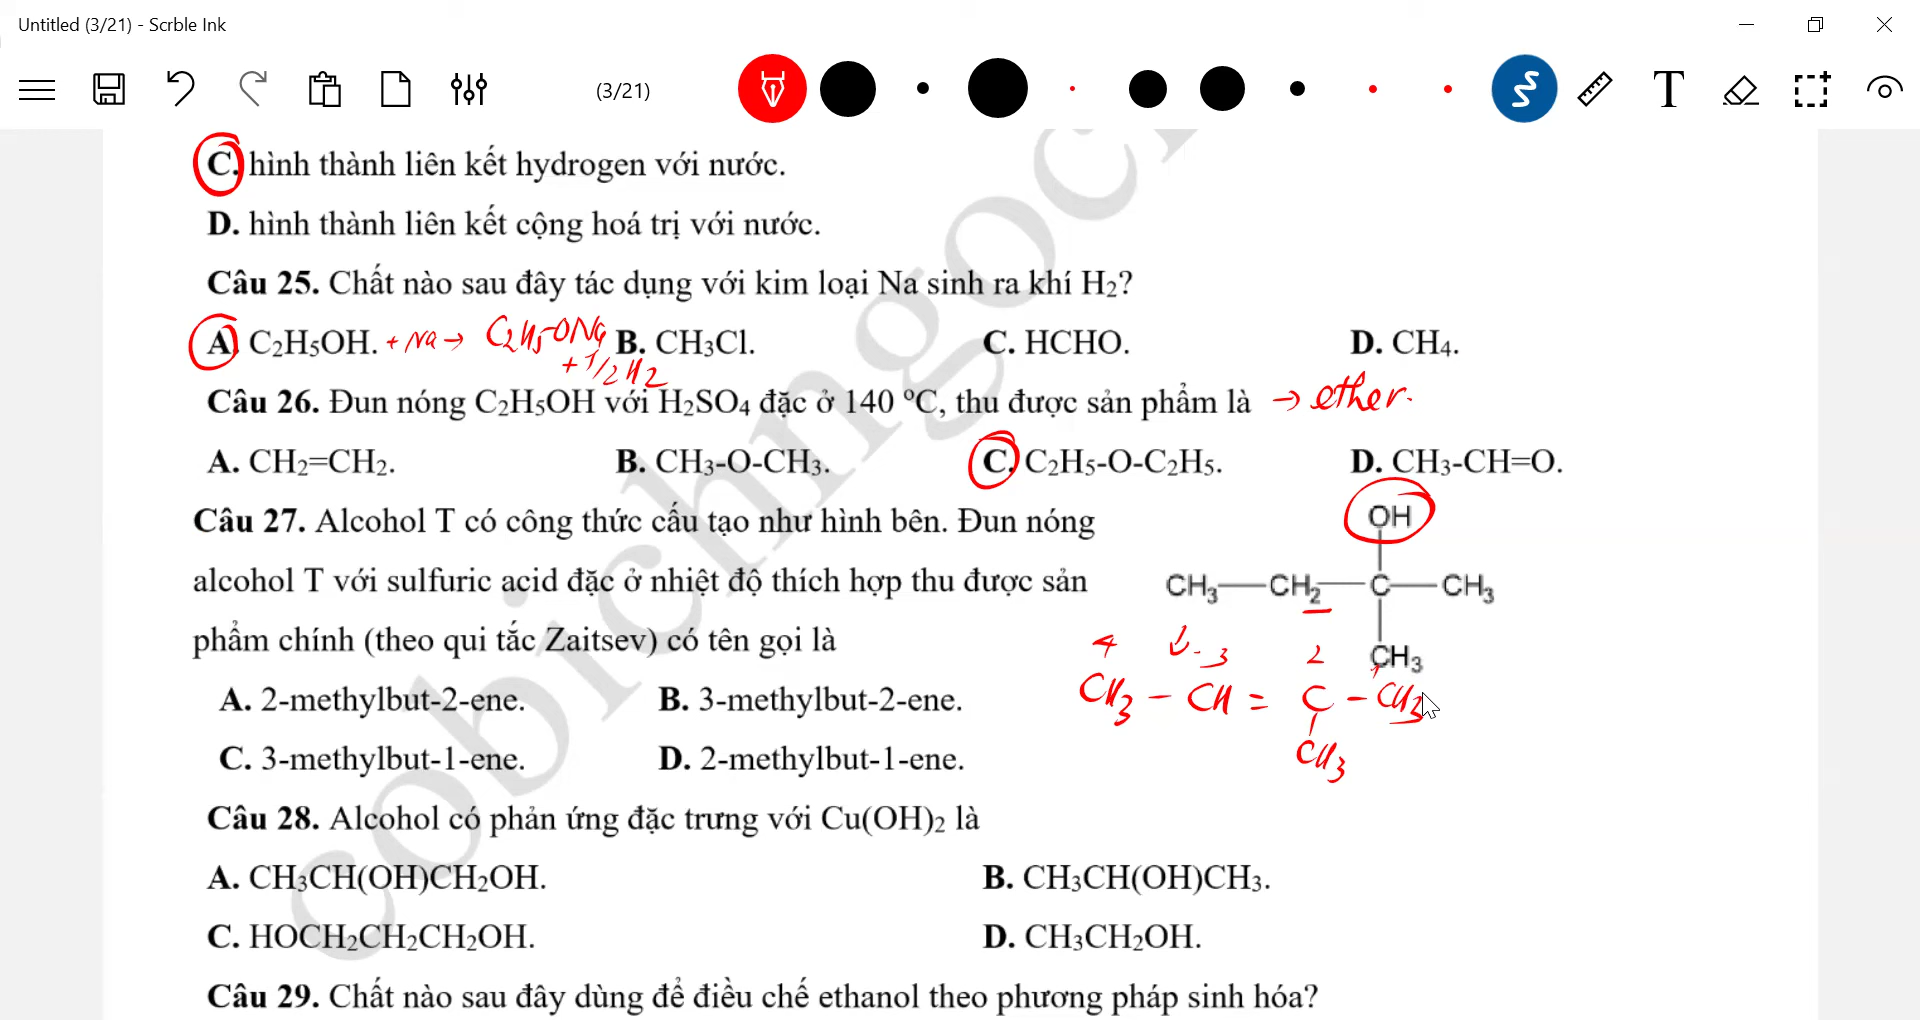 Untitled (3/21) - Scrble Ink
(3/21)
T
C. hình thành liên kết hydrogen với nước.
D. hình thành liên kết cộng hoá trị với nước.
Câu 25. Chất nào sau đây tác dụng với kim loại Na sinh ra khí H₂?
A. C₂H₅OH. + Na → C₂H₅ONa B. CH₃Cl. C. HCHO. D. CH₄.
+ 1/2 H2
Câu 26. Đun nóng C₂H₅OH với H₂SO₄ đặc ở 140 ºC, thu được sản phẩm là → ether.
A. CH₂=CH₂. B. CH₃-O-CH₃. C. C₂H₅-O-C₂H₅. D. CH₃-CH=O.
OH
Câu 27. Alcohol T có công thức cấu tạo như hình bên. Đun nóng
alcohol T với sulfuric acid đặc ở nhiệt độ thích hợp thu được sản
CH₃—CH₂—C—CH₃
phẩm chính (theo qui tắc Zaitsev) có tên gọi là
4 3 2 CH₃
A. 2-methylbut-2-ene. B. 3-methylbut-2-ene.
CH₃ - CH = C - CH₃
CH₃
C. 3-methylbut-1-ene. D. 2-methylbut-1-ene.
Câu 28. Alcohol có phản ứng đặc trưng với Cu(OH)₂ là
A. CH₃CH(OH)CH₂OH. B. CH₃CH(OH)CH₃.
C. HOCH₂CH₂CH₂OH. D. CH₃CH₂OH.
Câu 29. Chất nào sau đây dùng để điều chế ethanol theo phương pháp sinh hóa?
cobichngoc